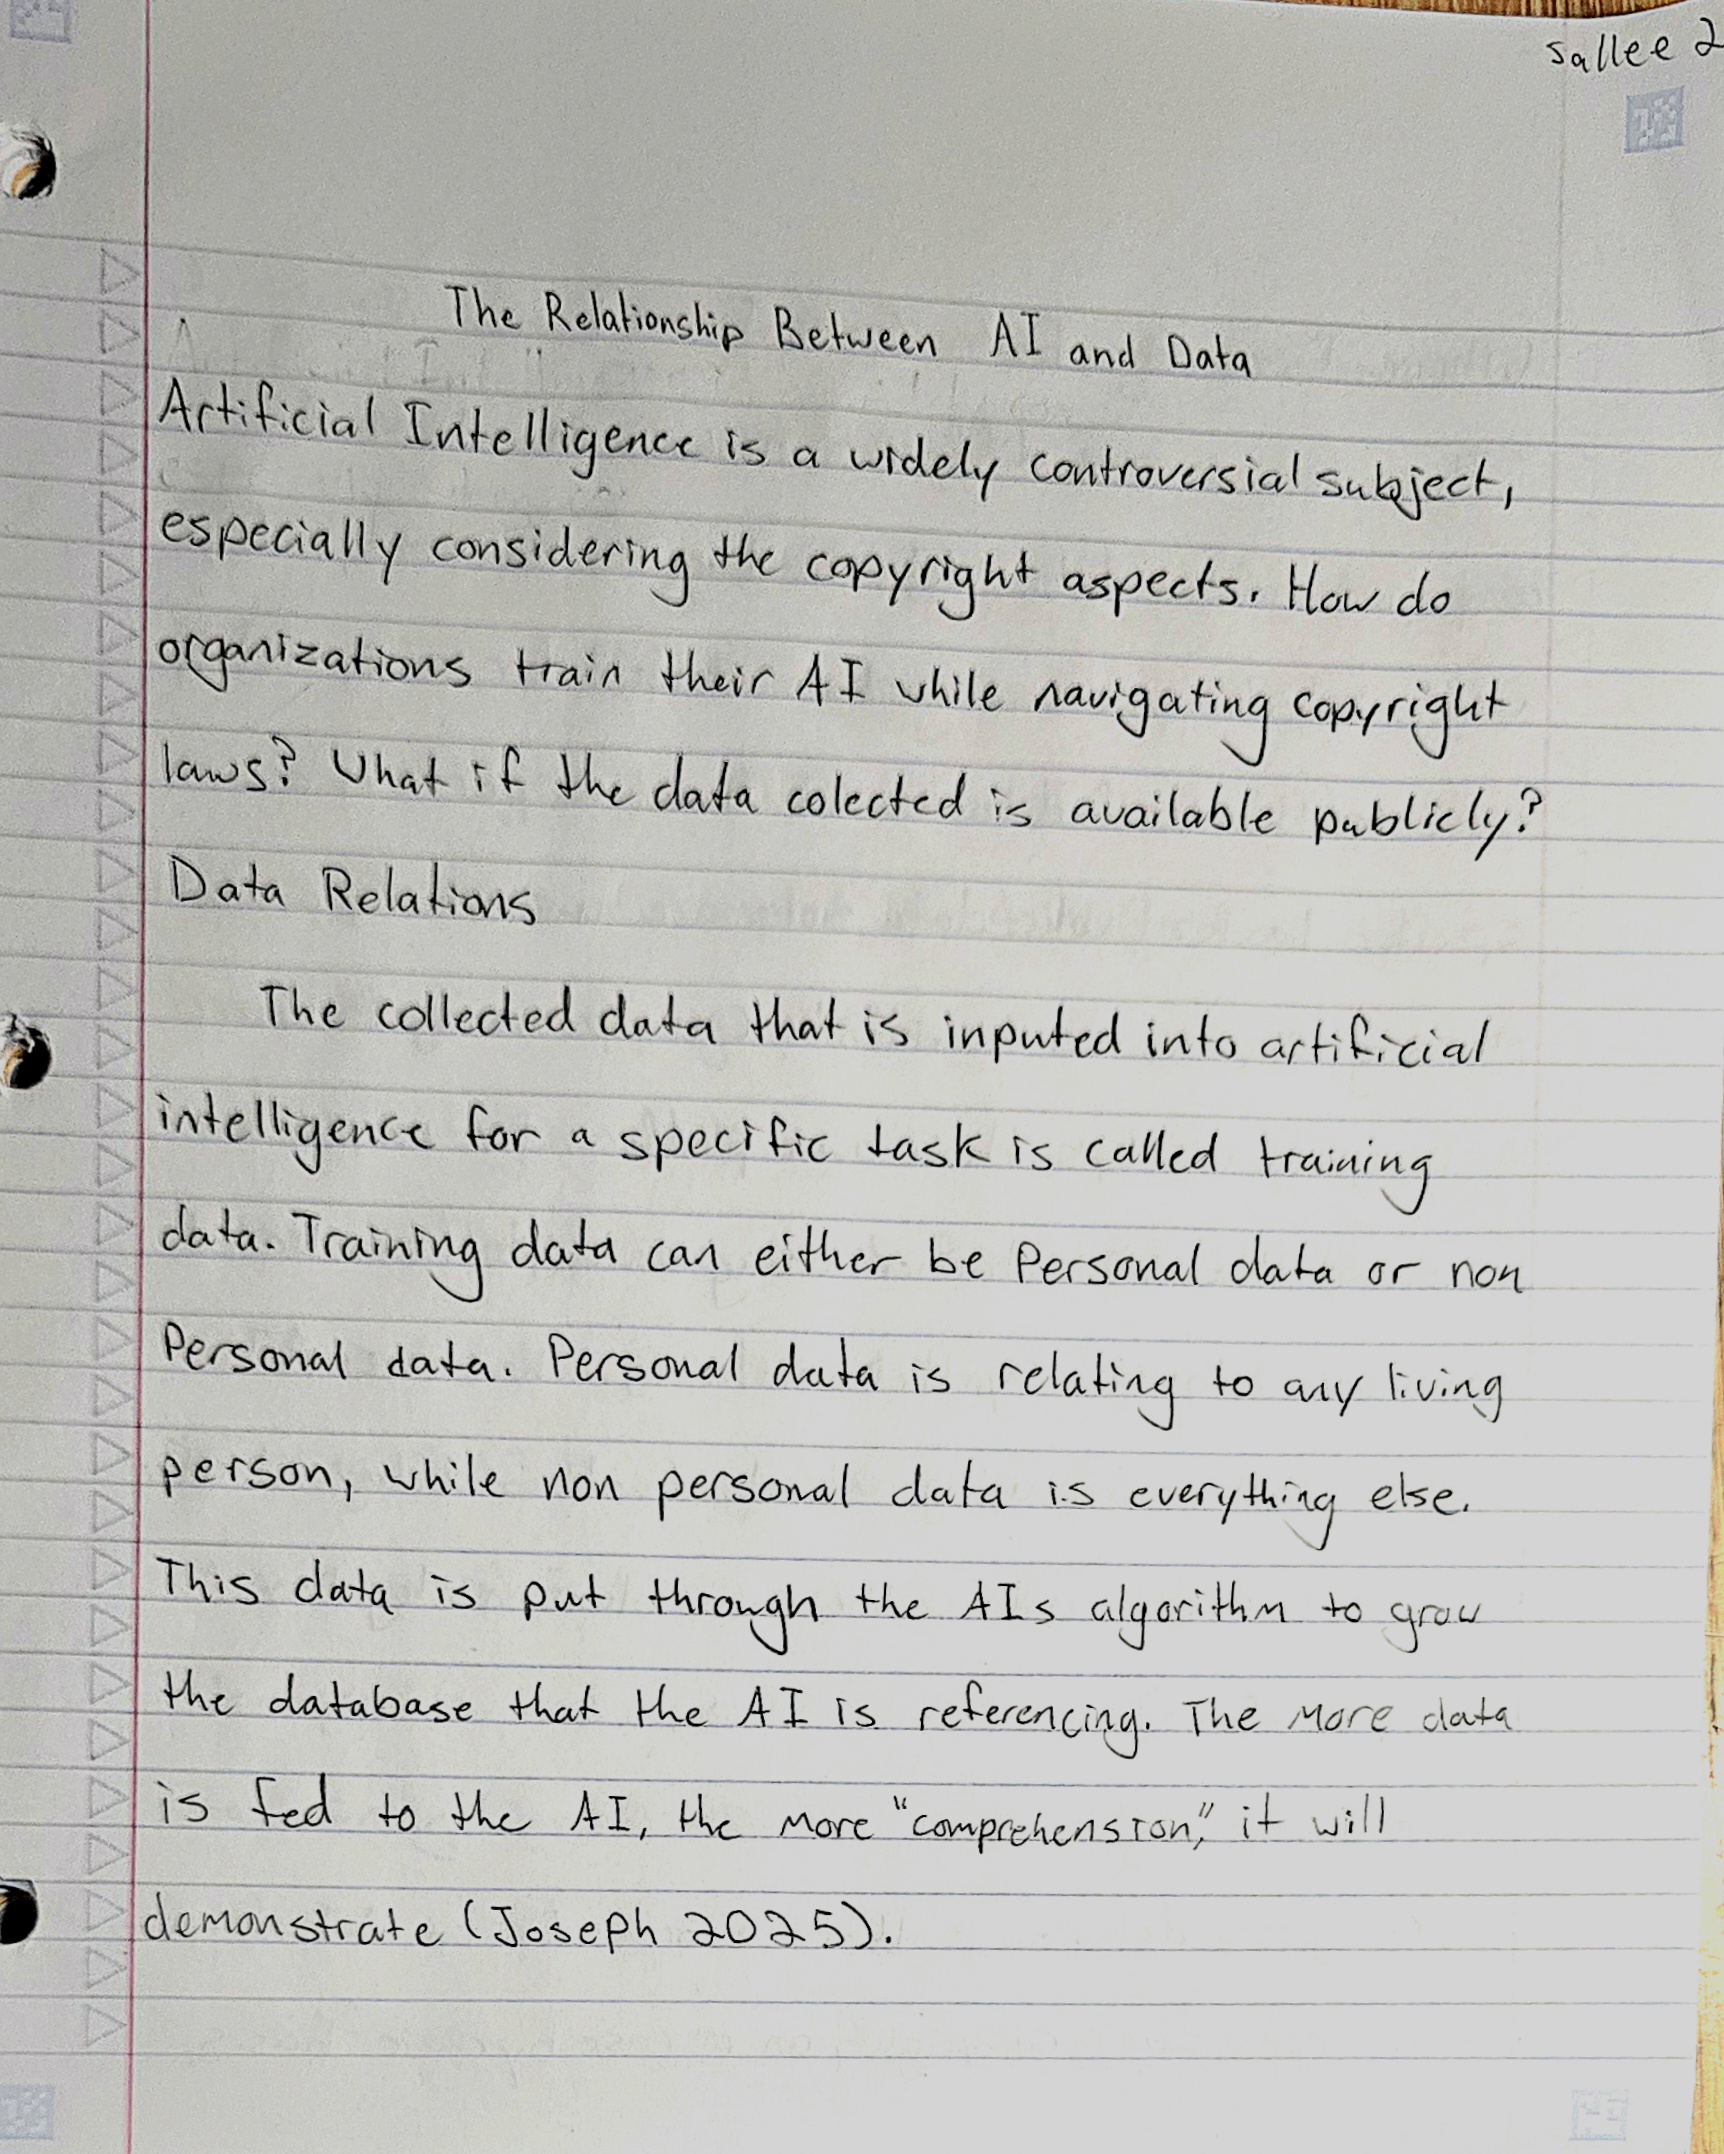 Sallee 2
The Relationship Between AI and Data
Artificial Intelligence is a widely controversial subject,
especially considering the copyright aspects. How do
organizations train their AI while navigating copyright
laws? What if the data colected is available publicly?
Data Relations
The collected data that is inputed into artificial
intelligence for a specific task is called training
data. Training data can either be Personal data or non
Personal data. Personal data is relating to any living
person, while non personal data is everything else.
This data is put through the AIs algorithm to grow
the database that the AI is referencing. The more data
is fed to the AI, the more "comprehension," it will
demonstrate (Joseph 2025).